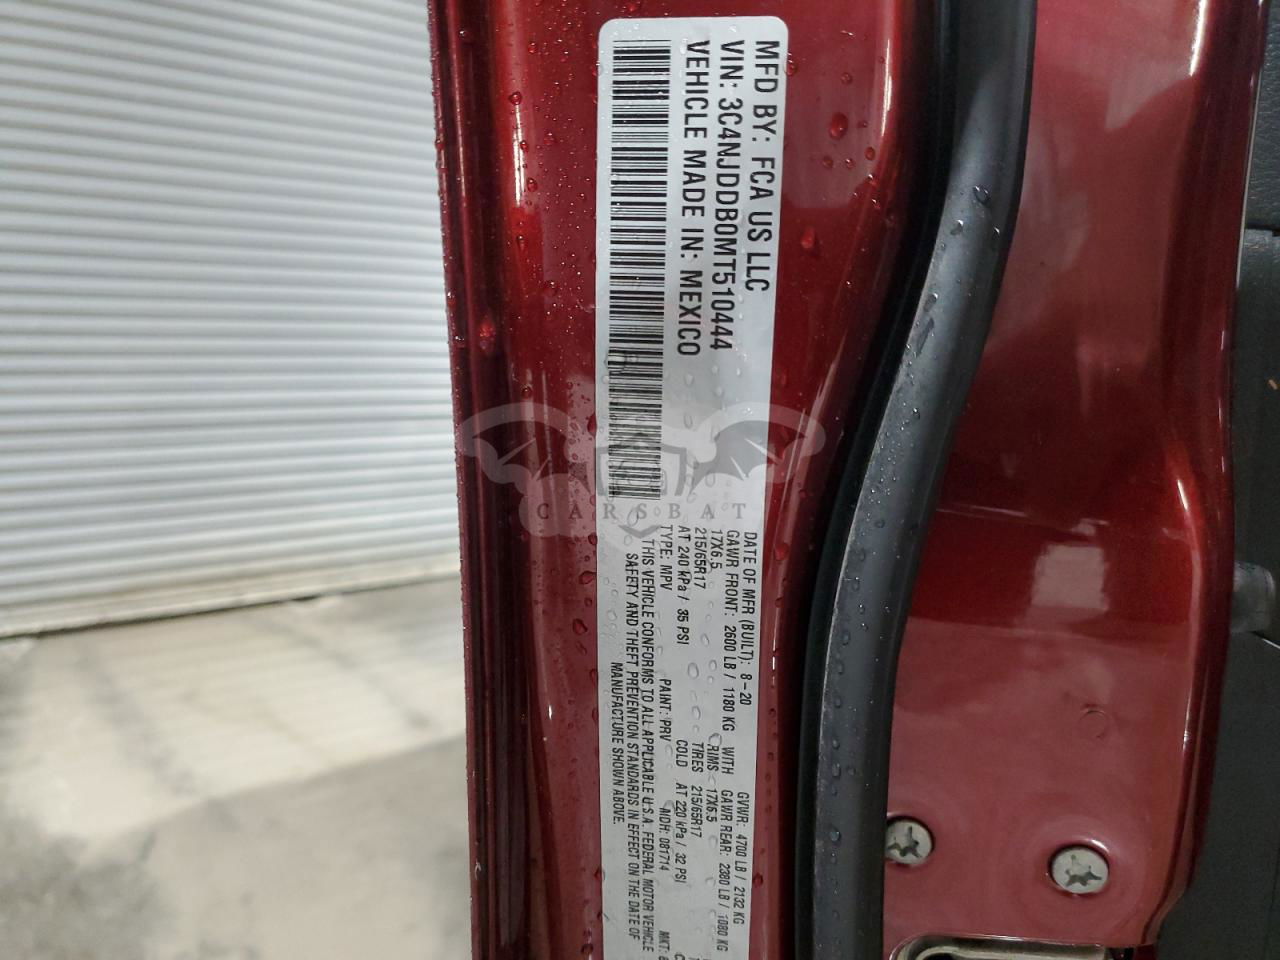 MFD BY: FCA US LLC
VIN: 3C4NJDDB0MT510444
VEHICLE MADE IN: MEXICO
DATE OF MFR (BUILT): 8-20 GVWR: 4700 LB / 2132 KG
GAWR FRONT: 2600 LB / 1180 KG WITH GAWR REAR: 2380 LB / 1080 KG
17X6.5 RIMS 17X6.5
215/65R17 TIRES 215/65R17
AT 240 kPa / 35 PSI COLD AT 220 kPa / 32 PSI
TYPE: MPV PAINT: PRV MDH: 081714 MKT:
THIS VEHICLE CONFORMS TO ALL APPLICABLE U.S.A. FEDERAL MOTOR VEHICLE
SAFETY AND THEFT PREVENTION STANDARDS IN EFFECT ON THE DATE OF
MANUFACTURE SHOWN ABOVE.
CARSBAT